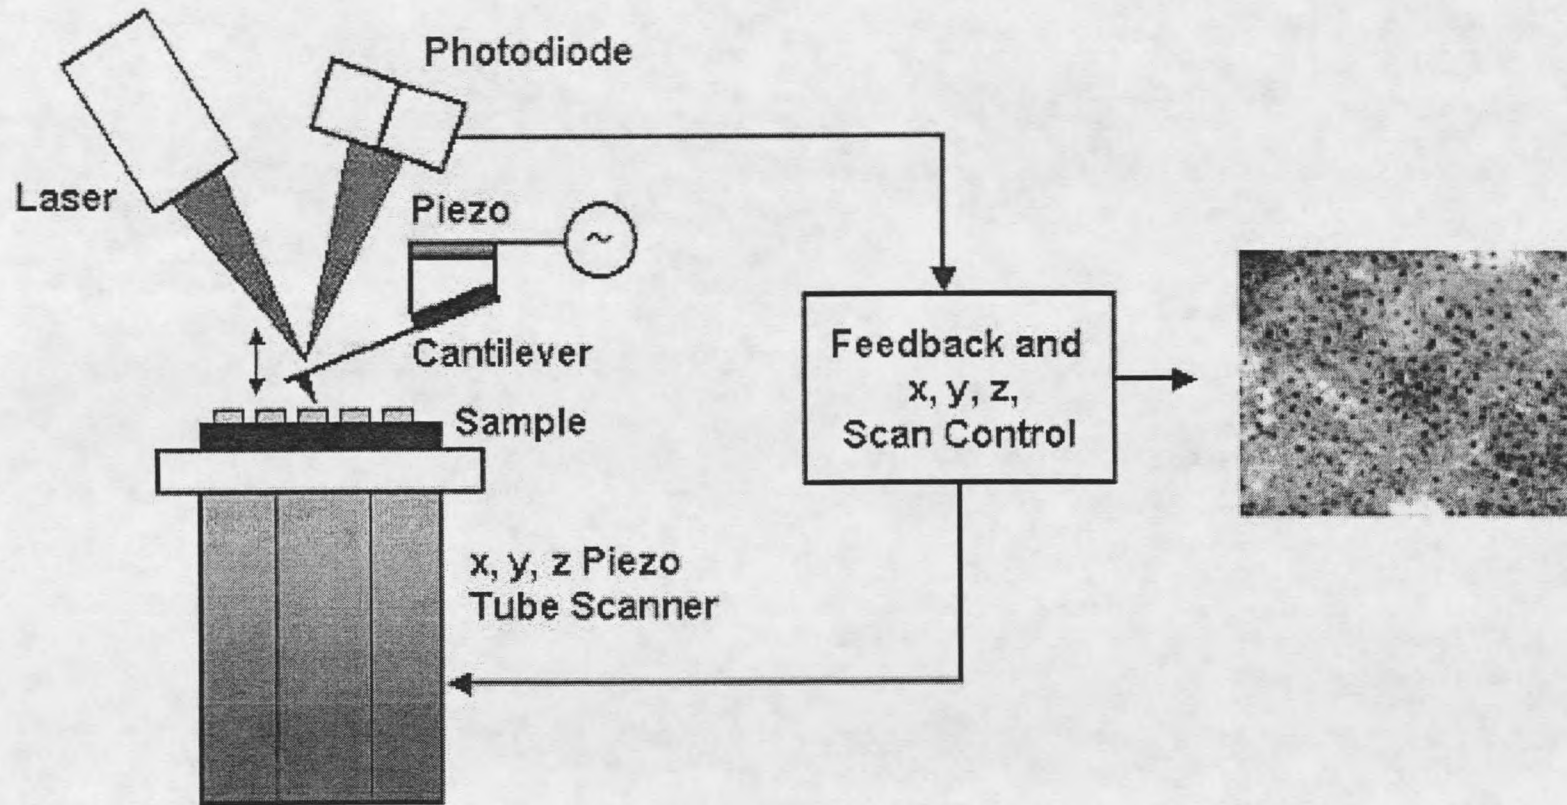 Photodiode
Laser
Piezo
~
Cantilever
Sample
Feedback and
x, y, z,
Scan Control
x, y, z Piezo
Tube Scanner